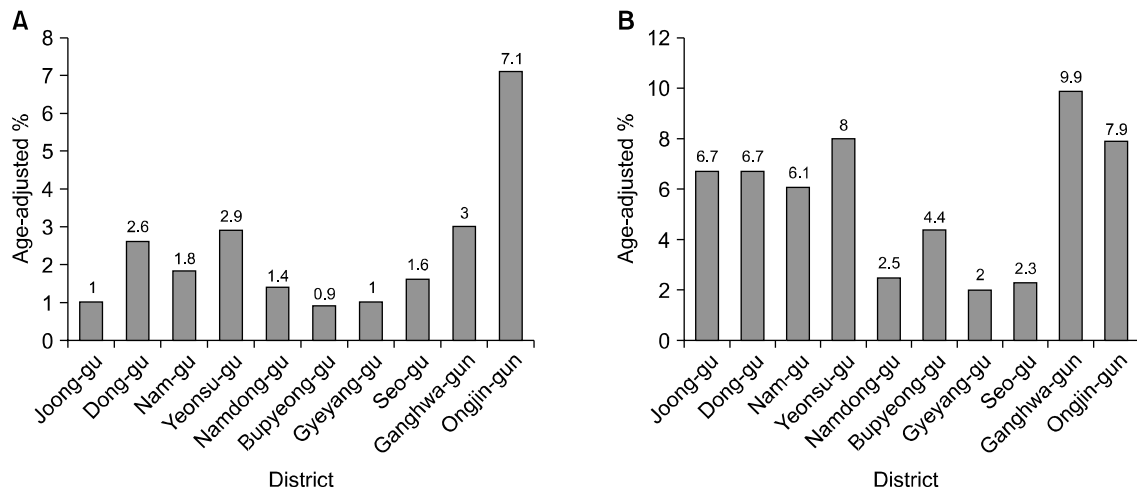 A
Age-adjusted %
8
7
6
5
4
3
2
1
0
1
2.6
1.8
2.9
1.4
0.9
1
1.6
3
7.1
Joong-gu
Dong-gu
Nam-gu
Yeonsu-gu
Namdong-gu
Bupyeong-gu
Gyeyang-gu
Seo-gu
Ganghwa-gun
Ongjin-gun
District
B
Age-adjusted %
12
10
8
6
4
2
0
6.7
6.7
6.1
8
2.5
4.4
2
2.3
9.9
7.9
Joong-gu
Dong-gu
Nam-gu
Yeonsu-gu
Namdong-gu
Bupyeong-gu
Gyeyang-gu
Seo-gu
Ganghwa-gun
Ongjin-gun
District